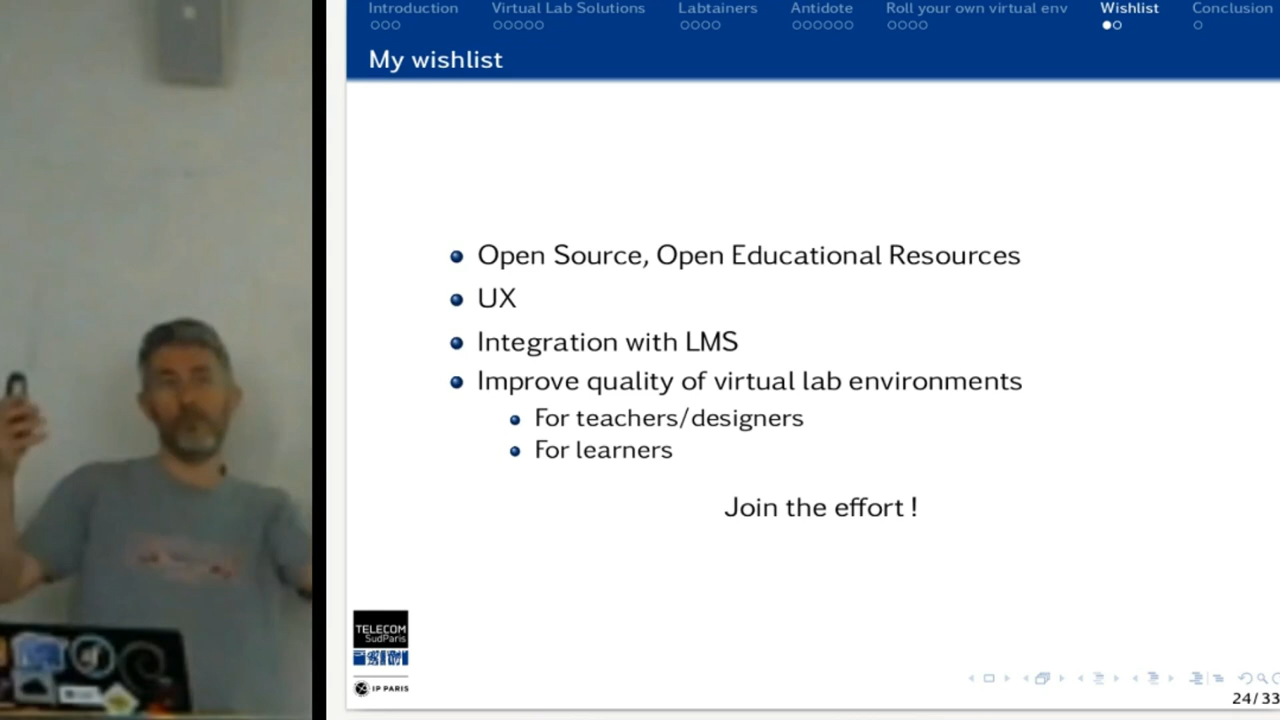 Introduction Virtual Lab Solutions Labtainers Antidote Roll your own virtual env Wishlist Conclusion
My wishlist
Open Source, Open Educational Resources
UX
Integration with LMS
Improve quality of virtual lab environments
For teachers/designers
For learners
Join the effort !
TELECOM
SudParis
IP PARIS
24/33